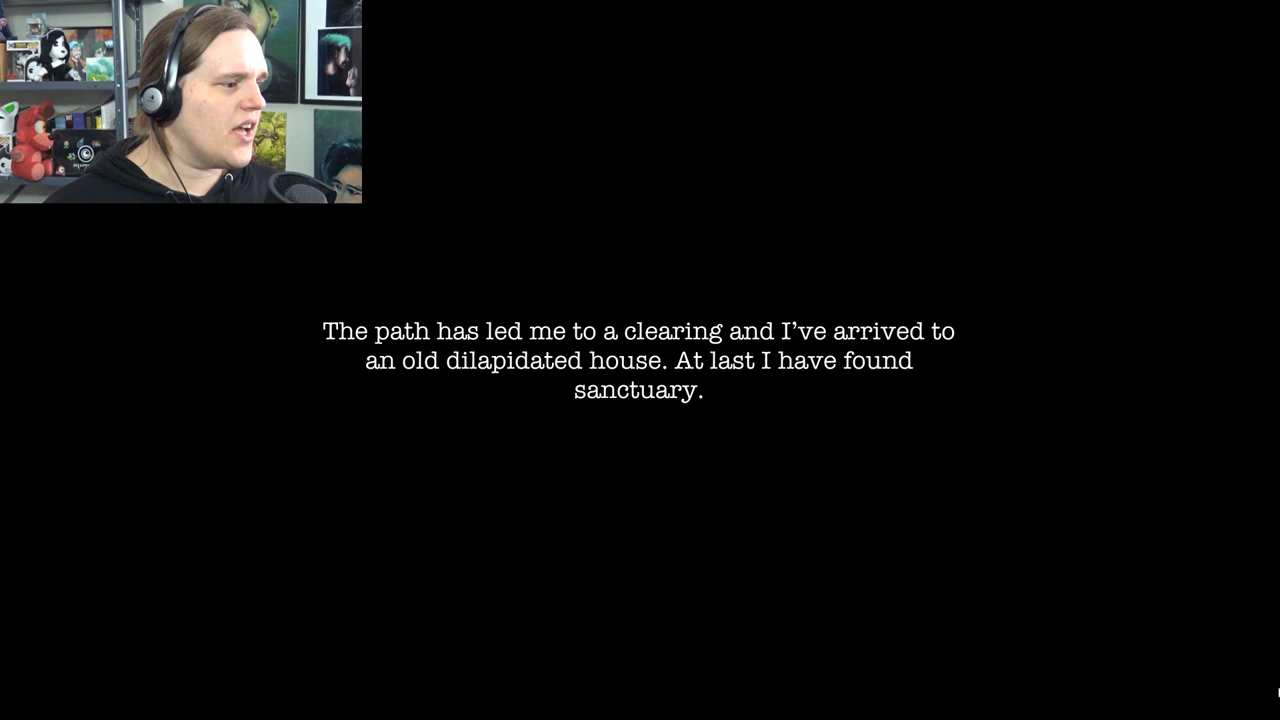 The path has led me to a clearing and I've arrived to
an old dilapidated house. At last I have found
sanctuary.